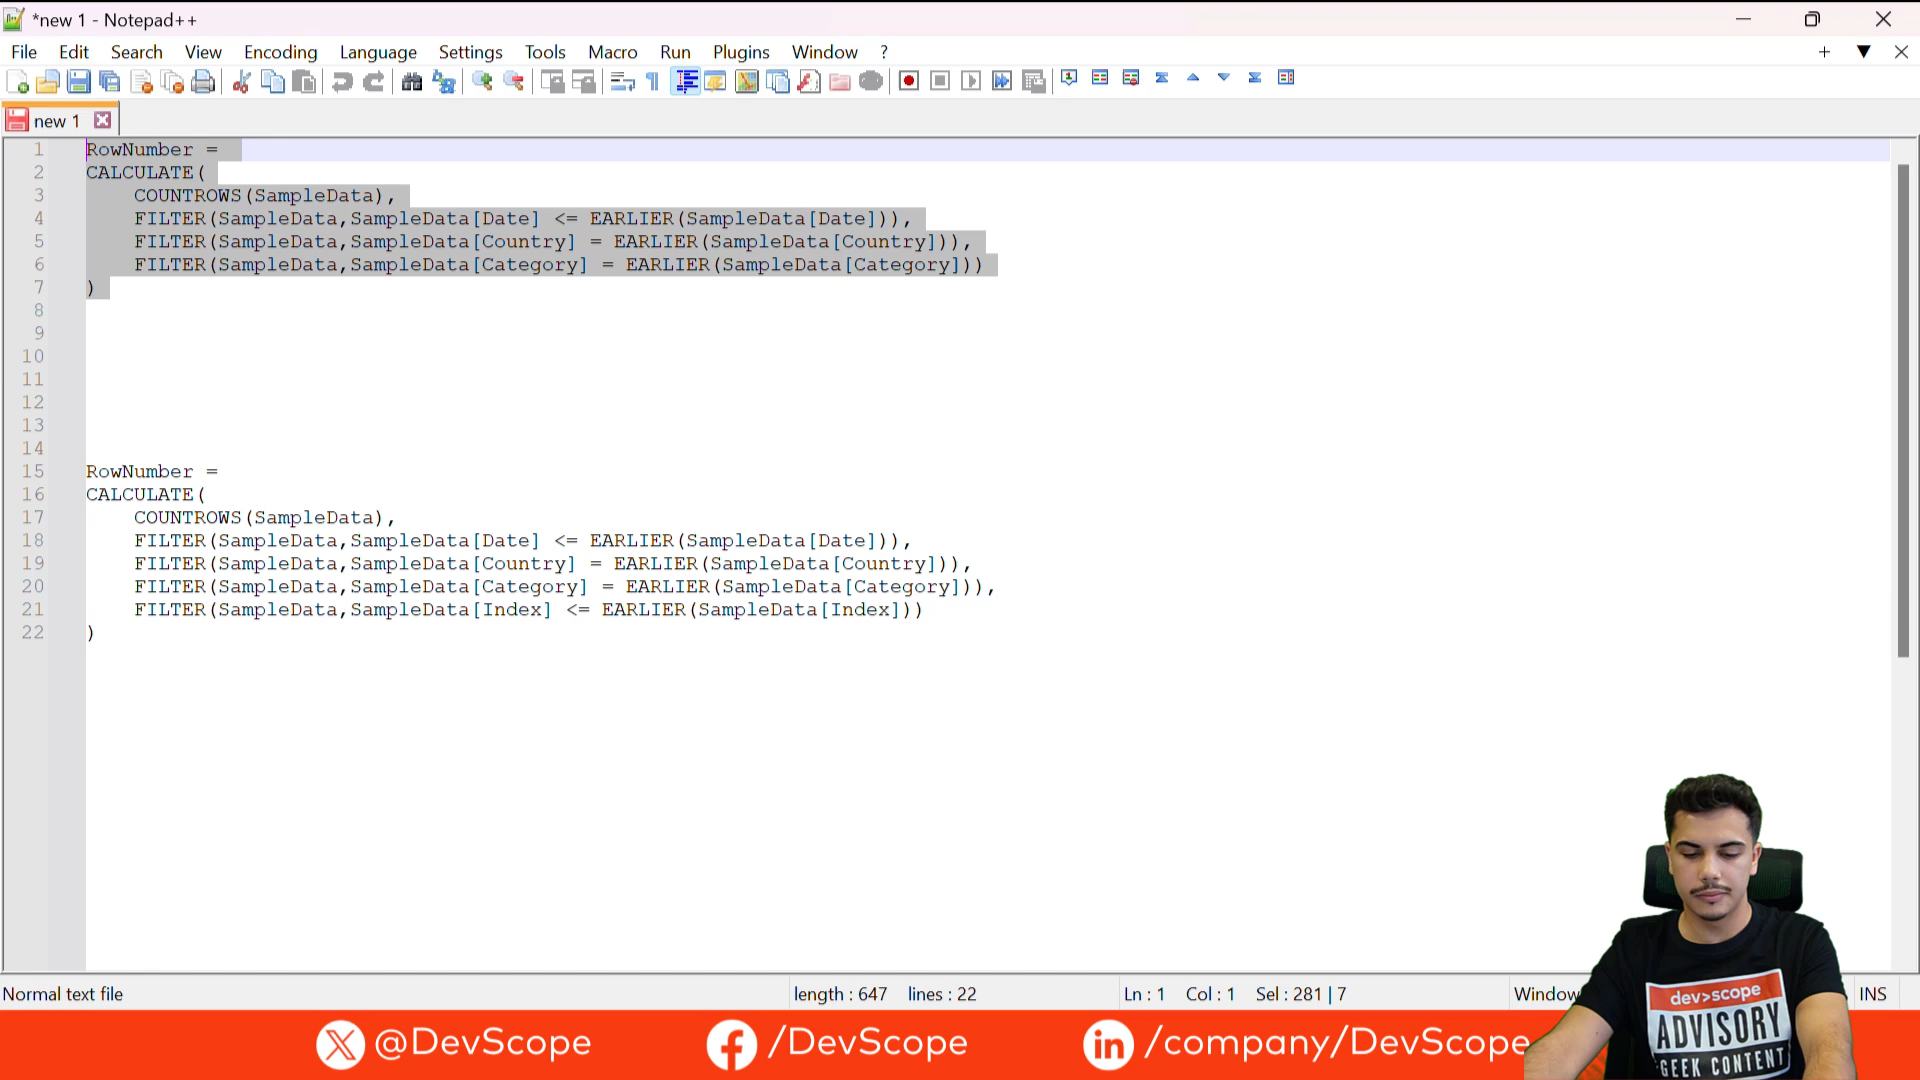 *new 1 - Notepad++
File Edit Search View Encoding Language Settings Tools Macro Run Plugins Window ?
new 1
1 RowNumber =
2 CALCULATE(
3 COUNTROWS(SampleData),
4 FILTER(SampleData,SampleData[Date] <= EARLIER(SampleData[Date])),
5 FILTER(SampleData,SampleData[Country] = EARLIER(SampleData[Country])),
6 FILTER(SampleData,SampleData[Category] = EARLIER(SampleData[Category]))
7 )
8
9
10
11
12
13
14
15 RowNumber =
16 CALCULATE(
17 COUNTROWS(SampleData),
18 FILTER(SampleData,SampleData[Date] <= EARLIER(SampleData[Date])),
19 FILTER(SampleData,SampleData[Country] = EARLIER(SampleData[Country])),
20 FILTER(SampleData,SampleData[Category] = EARLIER(SampleData[Category])),
21 FILTER(SampleData,SampleData[Index] <= EARLIER(SampleData[Index]))
22 )
Normal text file length : 647 lines : 22 Ln : 1 Col : 1 Sel : 281 | 7 Window INS
@DevScope /DevScope /company/DevScope
dev>scope
ADVISORY
GEEK CONTENT